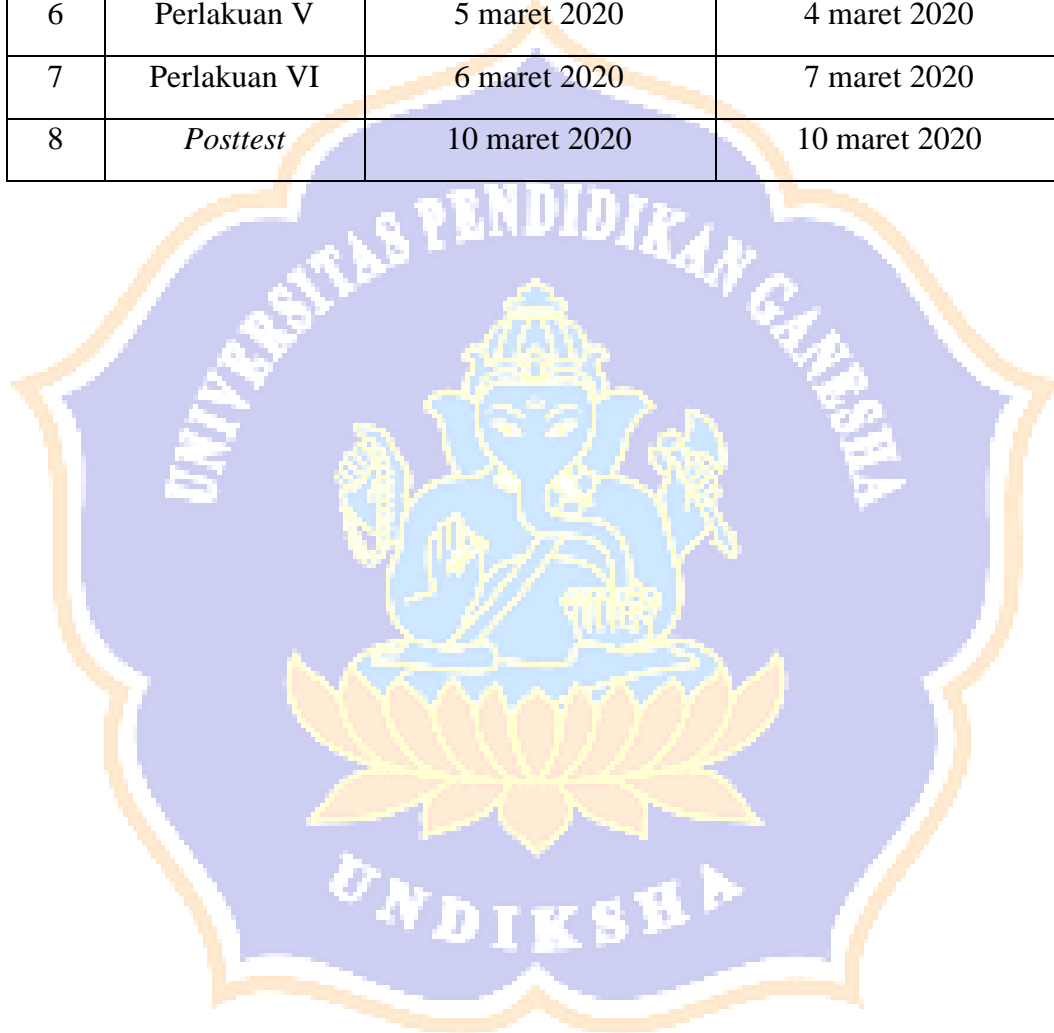 6 Perlakuan V 5 maret 2020 4 maret 2020
7 Perlakuan VI 6 maret 2020 7 maret 2020
8 Posttest 10 maret 2020 10 maret 2020
UNIVERSITAS PENDIDIKAN GANESHA
UNDIKSHA